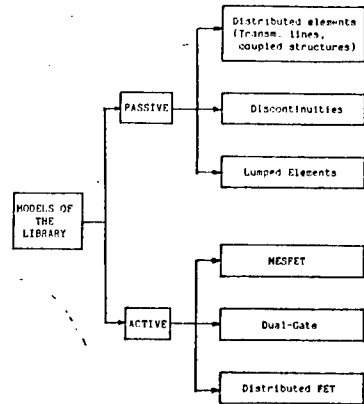 Distributed elements
(Transm. lines,
coupled structures)
PASSIVE
Discontinuities
Lumped Elements
MODELS OF
THE
LIBRARY
MESFET
ACTIVE
Dual-Gate
Distributed FET